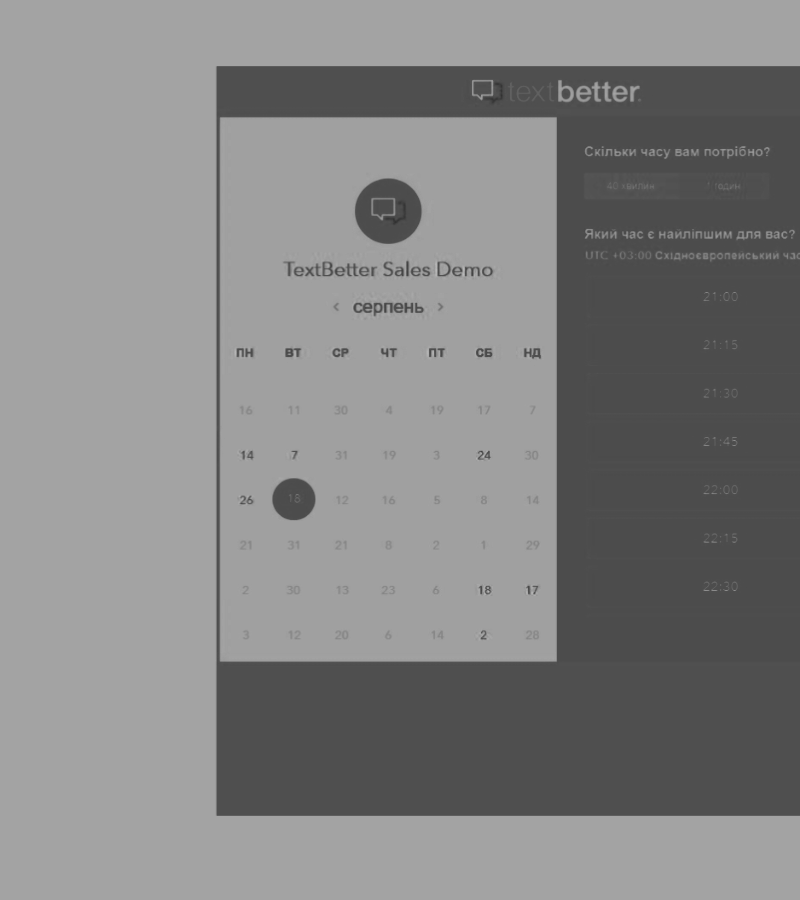 textbetter.
Скільки часу вам потрібно?
40 хвилин
TextBetter Sales Demo
‹ серпень ›
ПН ВТ СР ЧТ ПТ СБ НД
16 11 30 4 19 17 7
14 7 31 19 3 24 30
26 18 12 16 5 8 14
21 31 21 8 2 1 29
2 30 13 23 6 18 17
3 12 20 6 14 2 28
Який час є найліпшим для вас?
UTC +03:00 Східноєвропейський час
21:00
21:15
21:30
21:45
22:00
22:15
22:30